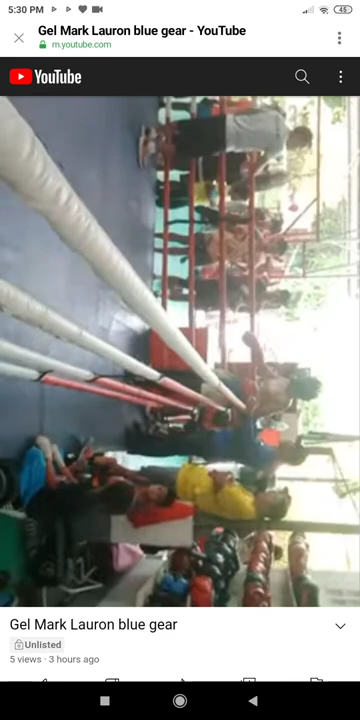 5:30 PM
45
Gel Mark Lauron blue gear - YouTube
m.youtube.com
YouTube
Gel Mark Lauron blue gear
Unlisted
5 views · 3 hours ago